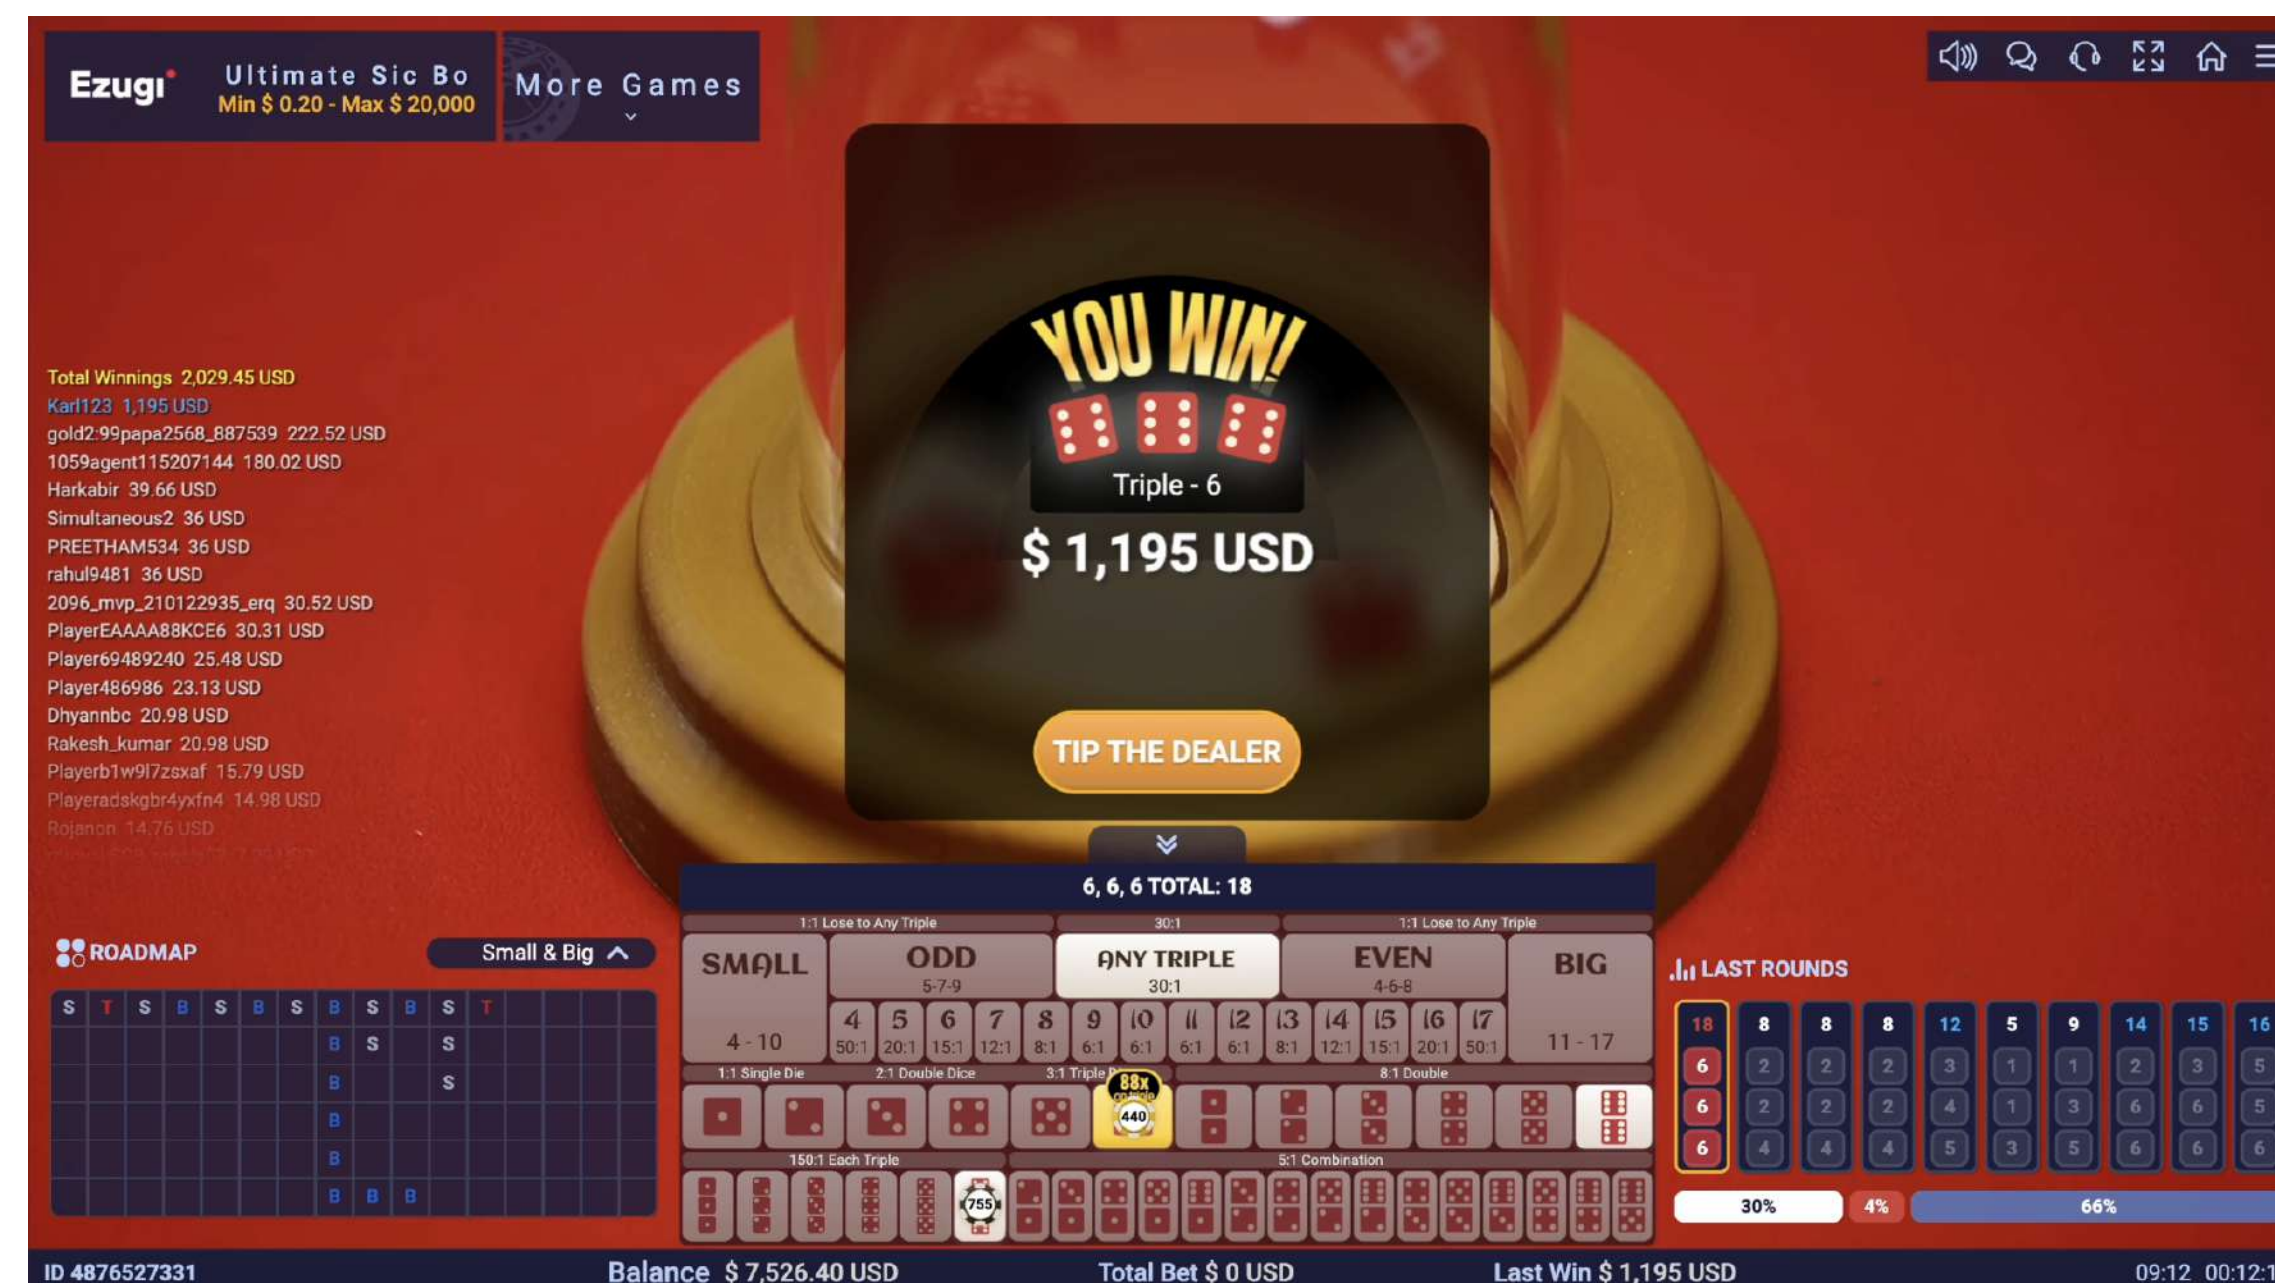 Ezugi
Ultimate Sic Bo
Min $ 0.20 - Max $ 20,000
More Games
YOU WIN!
Triple - 6
$ 1,195 USD
TIP THE DEALER
Total Winnings 2,029.45 USD
Karl123 1,195 USD
gold2:99papa2568_887539 222.52 USD
1059agent115207144 180.02 USD
Harkabir 39.66 USD
Simultaneous2 36 USD
PREETHAM534 36 USD
rahul9481 36 USD
2096_mvp_210122935_erq 30.52 USD
PlayerEAAAA88KCE6 30.31 USD
Player69489240 25.48 USD
Player486986 23.13 USD
Dhyannbc 20.98 USD
Rakesh_kumar 20.98 USD
Playerb1w9l7zsxaf 15.79 USD
Playeradskgbr4yxfn4 14.98 USD
Rojanon 14.76 USD
6, 6, 6 TOTAL: 18
ROADMAP
Small & Big
S T S B S B S B S B S T
B S S
B S
B
B
B B B
1:1 Lose to Any Triple 30:1 1:1 Lose to Any Triple
SMALL ODD ANY TRIPLE EVEN BIG
5-7-9 30:1 4-6-8
4 5 6 7 8 9 10 11 12 13 14 15 16 17
4 - 10 50:1 20:1 15:1 12:1 8:1 6:1 6:1 6:1 6:1 8:1 12:1 15:1 20:1 50:1 11 - 17
1:1 Single Die 2:1 Double Dice 3:1 Triple 8:1 Double
88x
440
150:1 Each Triple 5:1 Combination
755
LAST ROUNDS
18 8 8 8 12 5 9 14 15 16
6 2 2 2 3 1 1 2 3 5
6 2 2 2 4 1 3 6 6 5
6 4 4 4 5 3 5 6 6 6
30% 4% 66%
ID 4876527331
Balance $ 7,526.40 USD
Total Bet $ 0 USD
Last Win $ 1,195 USD
09:12 00:12:1